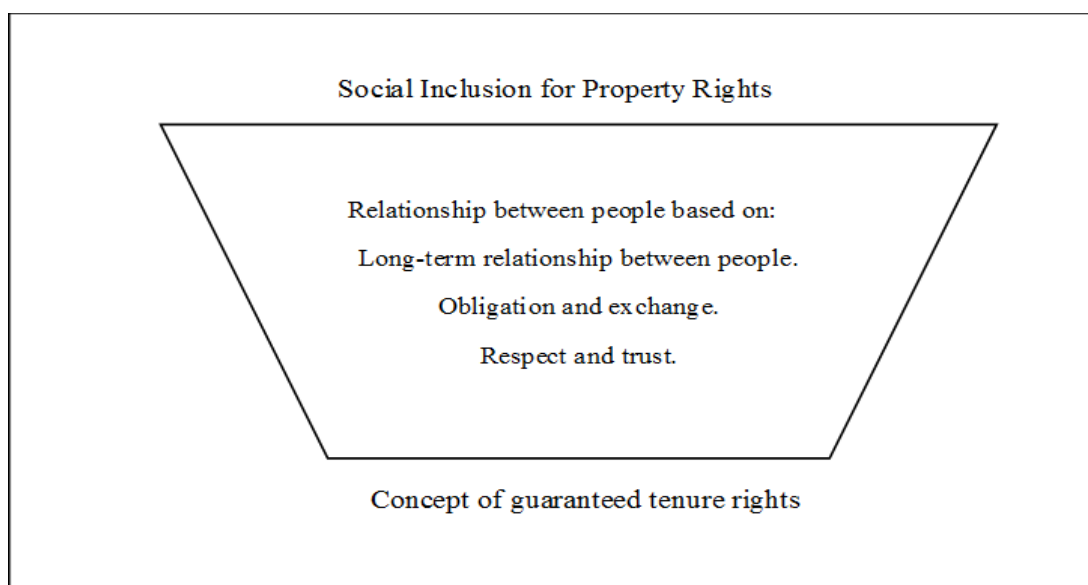 Social Inclusion for Property Rights
Relationship between people based on:
Long-term relationship between people.
Obligation and exchange.
Respect and trust.
Concept of guaranteed tenure rights